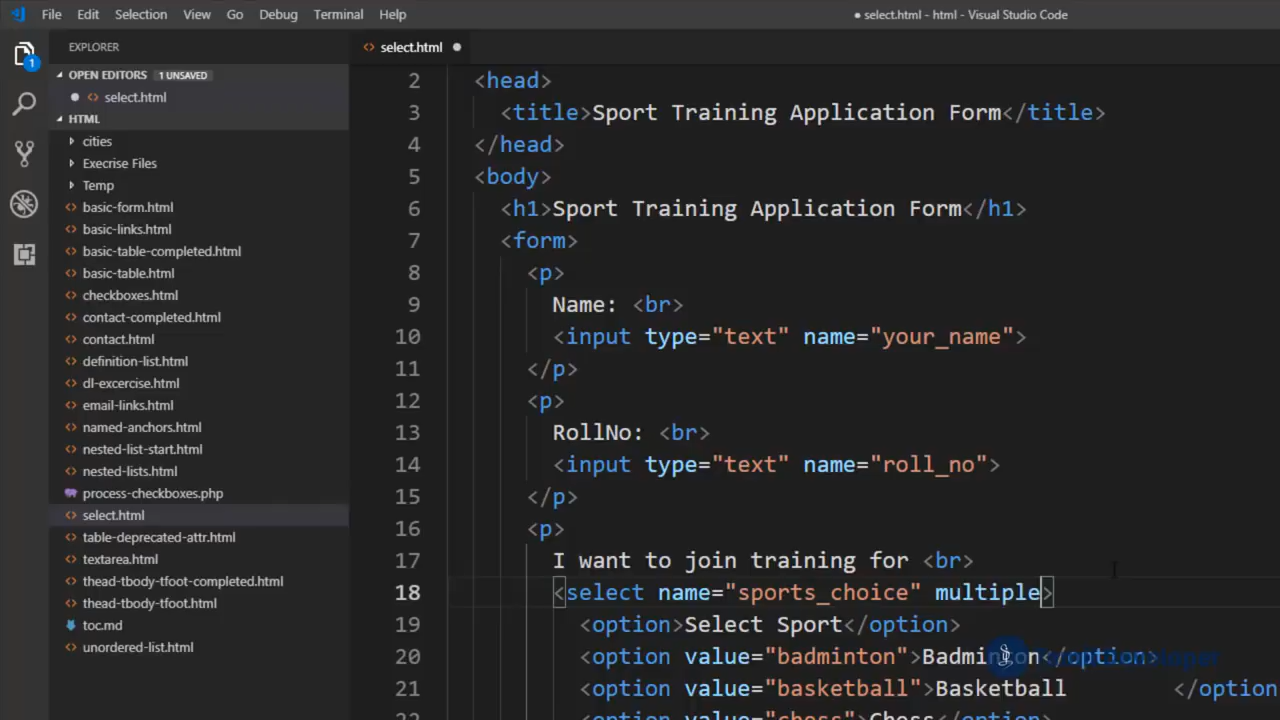 File Edit Selection View Go Debug Terminal Help
● select.html - html - Visual Studio Code
EXPLORER
OPEN EDITORS 1 UNSAVED
select.html
HTML
cities
Execrise Files
Temp
basic-form.html
basic-links.html
basic-table-completed.html
basic-table.html
checkboxes.html
contact-completed.html
contact.html
definition-list.html
dl-excercise.html
email-links.html
named-anchors.html
nested-list-start.html
nested-lists.html
process-checkboxes.php
select.html
table-deprecated-attr.html
textarea.html
thead-tbody-tfoot-completed.html
thead-tbody-tfoot.html
toc.md
unordered-list.html
1
select.html
2 <head>
3 <title>Sport Training Application Form</title>
4 </head>
5 <body>
6 <h1>Sport Training Application Form</h1>
7 <form>
8 <p>
9 Name: <br>
10 <input type="text" name="your_name">
11 </p>
12 <p>
13 RollNo: <br>
14 <input type="text" name="roll_no">
15 </p>
16 <p>
17 I want to join training for <br>
18 <select name="sports_choice" multiple>
19 <option>Select Sport</option>
20 <option value="badminton">Badminton</option>
21 <option value="basketball">Basketball </option
22 <option value="chess">Chess</option>